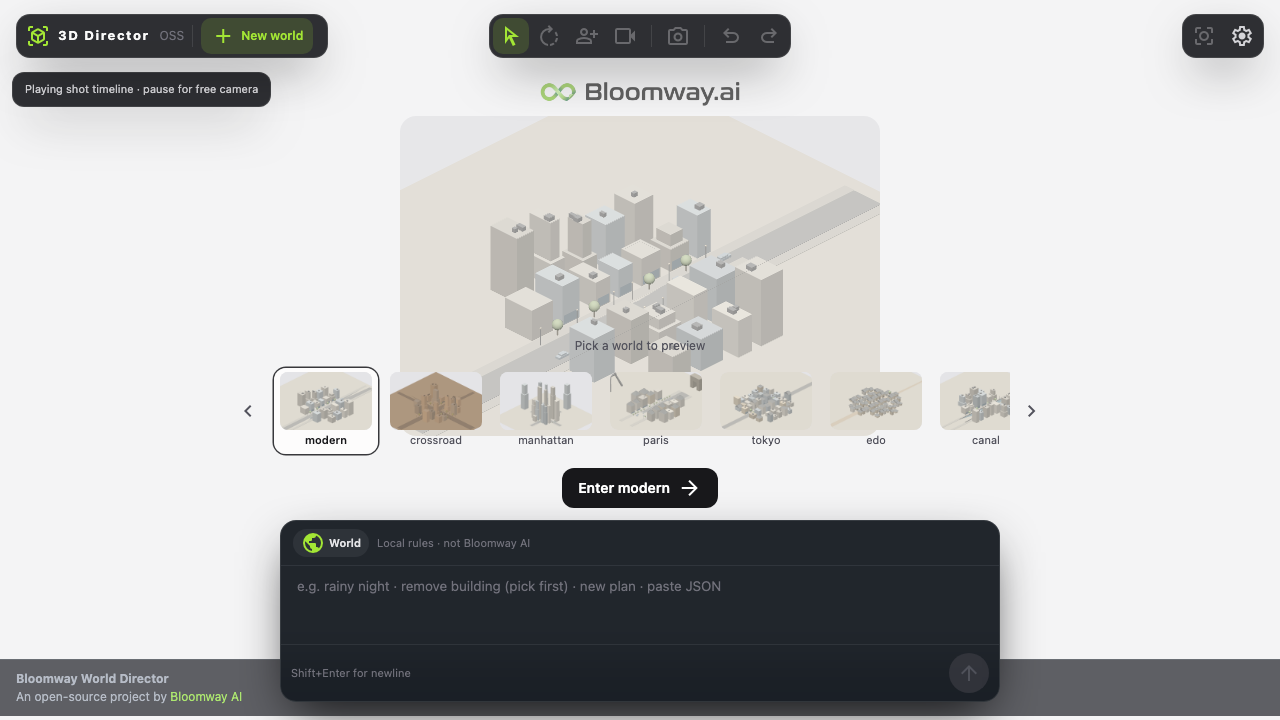 3D Director OSS
New world
Playing shot timeline · pause for free camera
Bloomway.ai
Pick a world to preview
modern
crossroad
manhattan
paris
tokyo
edo
canal
Enter modern
World
Local rules · not Bloomway AI
e.g. rainy night · remove building (pick first) · new plan · paste JSON
Shift+Enter for newline
Bloomway World Director
An open-source project by Bloomway AI